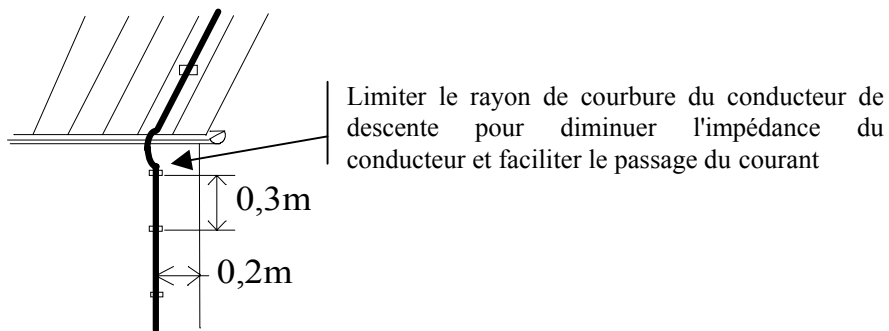 Limiter le rayon de courbure du conducteur de
descente pour diminuer l'impédance du
conducteur et faciliter le passage du courant
0,3m
0,2m